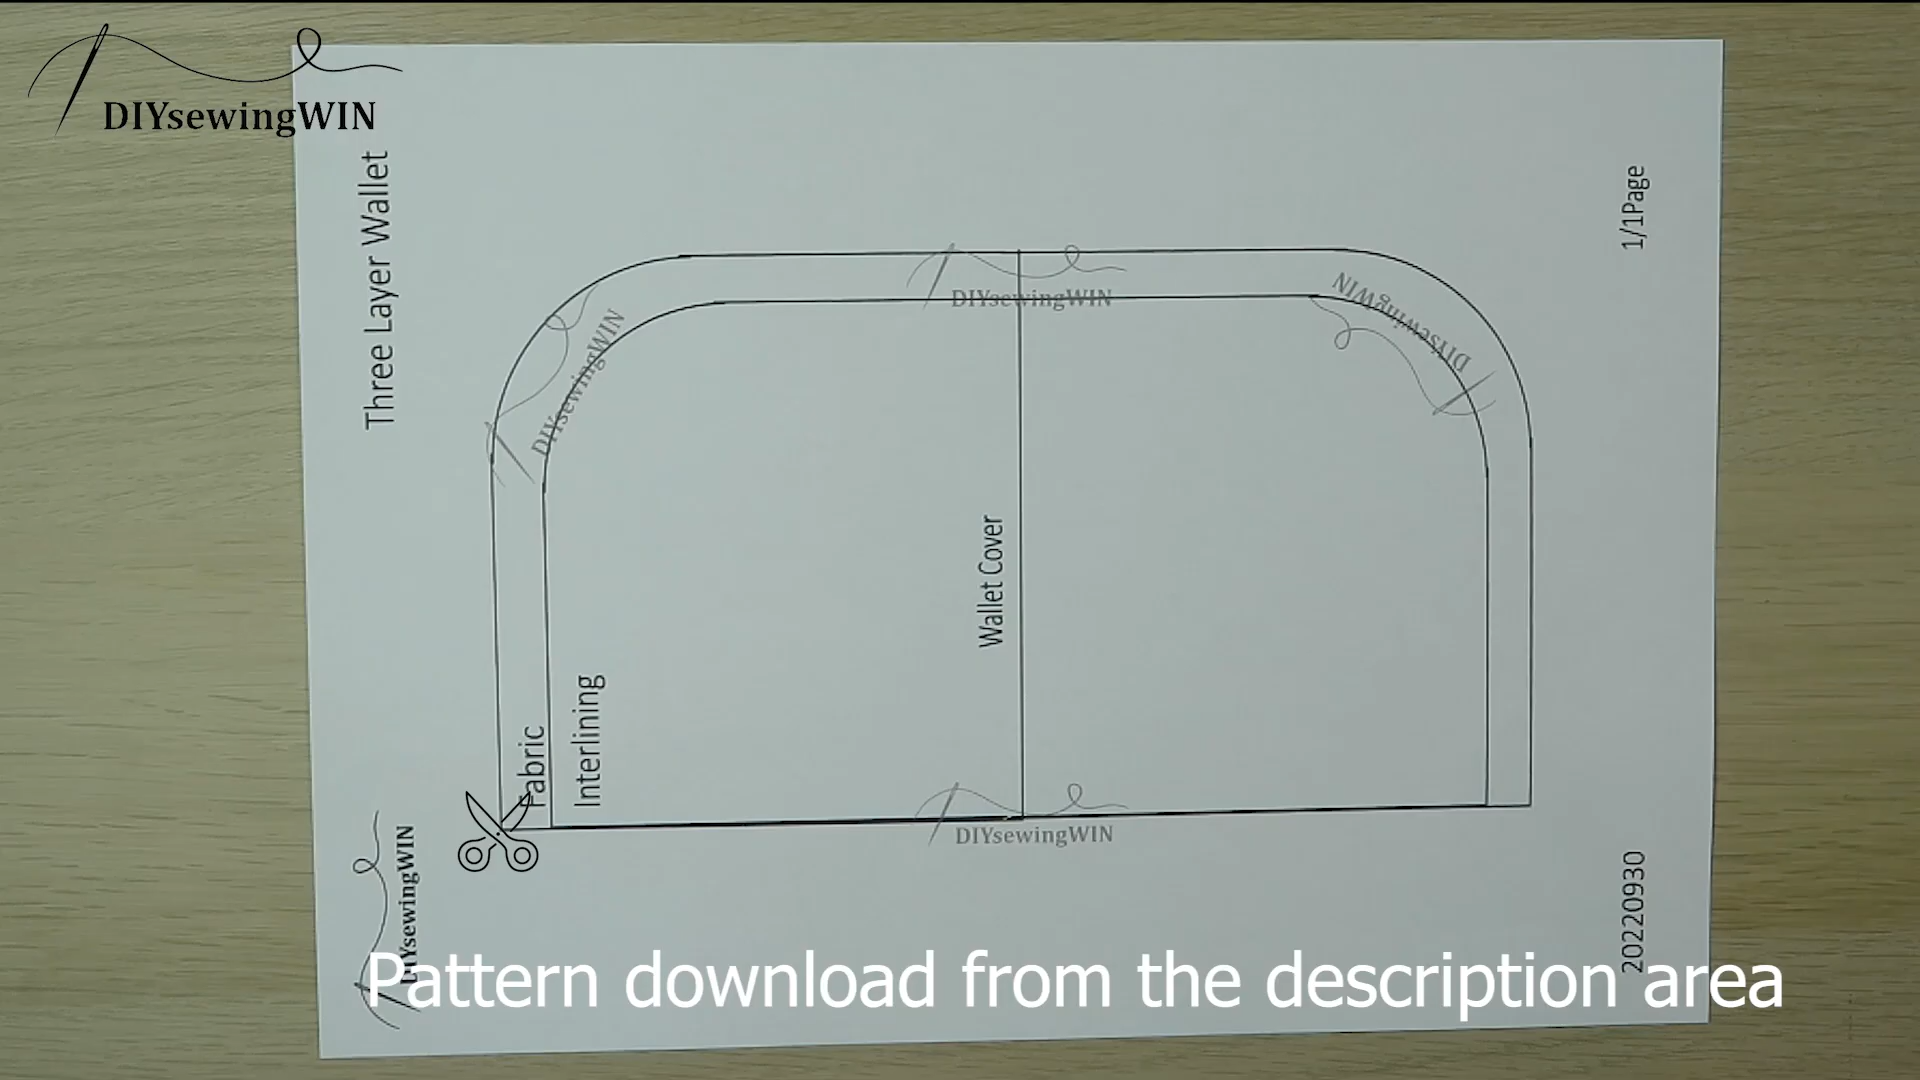 DIYsewingWIN
Three Layer Wallet
1/1Page
DIYsewingWIN
DIYsewingWIN
DIYsewingWIN
Wallet Cover
Interlining
Fabric
DIYsewingWIN
DIYsewingWIN
20220930
Pattern download from the description area